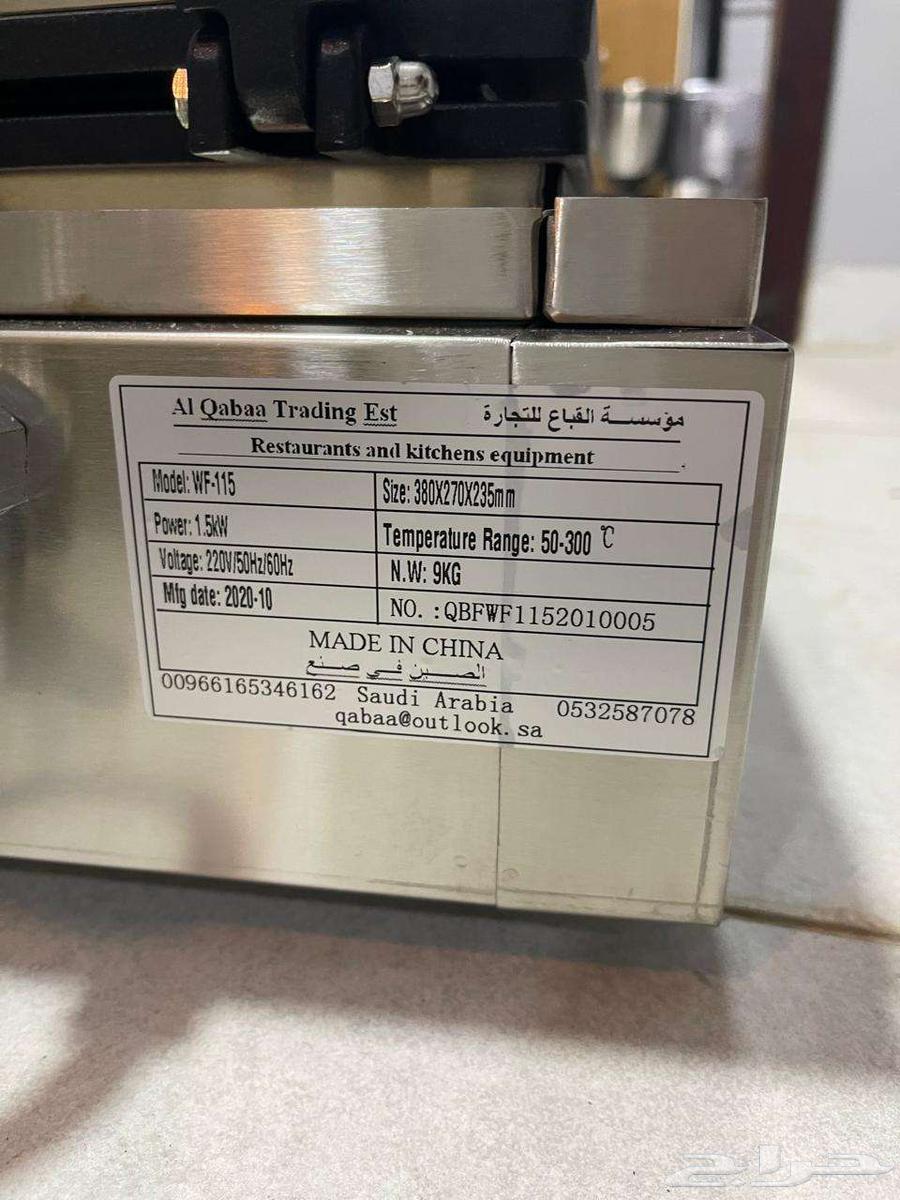 Al Qabaa Trading Est مؤسسة القباع للتجارة
Restaurants and kitchens equipment
Model: WF-115 Size: 380X270X235mm
Power: 1.5kW Temperature Range: 50-300 ℃
Voltage: 220V/50Hz/60Hz N.W: 9KG
Mfg date: 2020-10 NO.:QBFWF1152010005
MADE IN CHINA
الصين في صنع
00966165346162 Saudi Arabia 0532587078
qabaa@outlook.sa
حراج